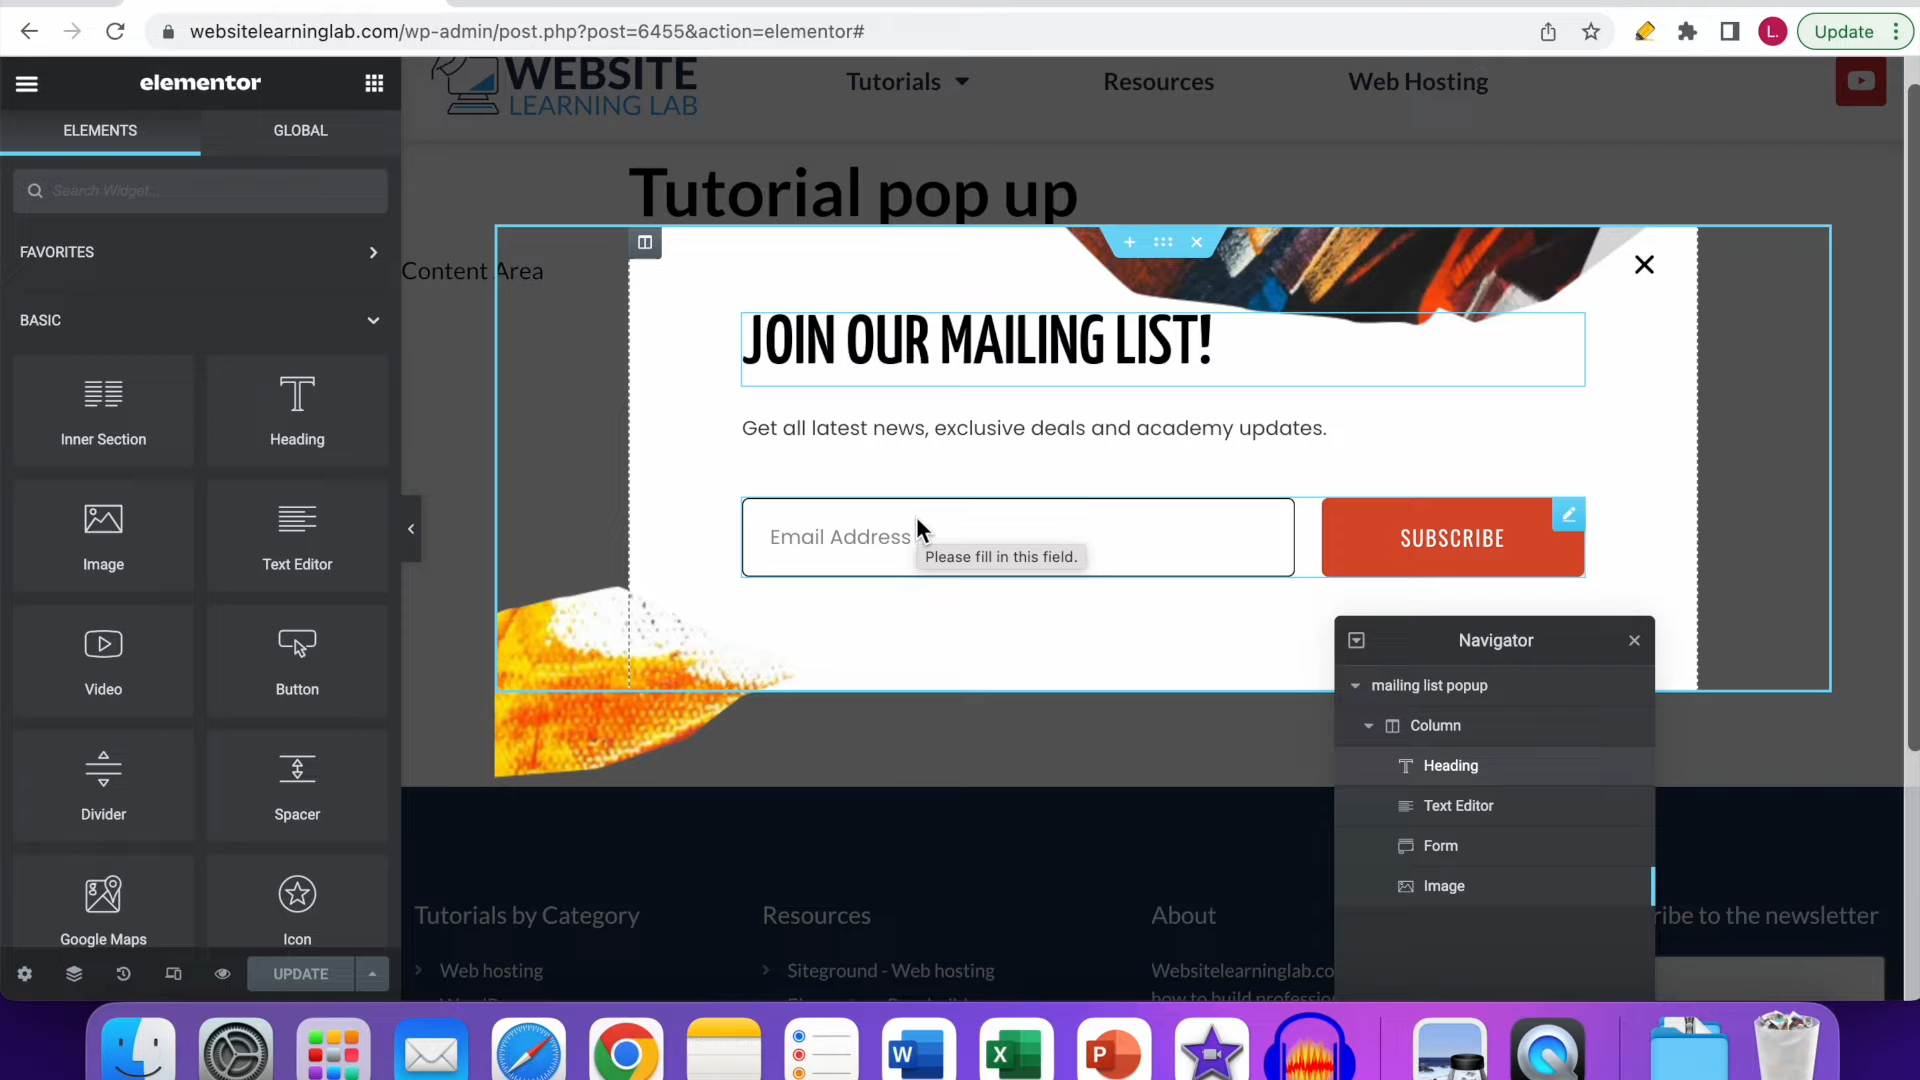 websitelearninglab.com/wp-admin/post.php?post=6455&action=elementor#
L.
Update
elementor
ELEMENTS
GLOBAL
Search Widget...
FAVORITES
BASIC
Inner Section
Heading
Image
Text Editor
Video
Button
Divider
Spacer
Google Maps
Icon
UPDATE
WEBSITE
LEARNING LAB
Tutorials
Resources
Web Hosting
Tutorial pop up
Content Area
JOIN OUR MAILING LIST!
Get all latest news, exclusive deals and academy updates.
Email Address
SUBSCRIBE
Please fill in this field.
Navigator
mailing list popup
Column
Heading
Text Editor
Form
Image
Tutorials by Category
Resources
About
ribe to the newsletter
Web hosting
Siteground - Web hosting
Websitelearninglab.co
how to build profession
W
X
P